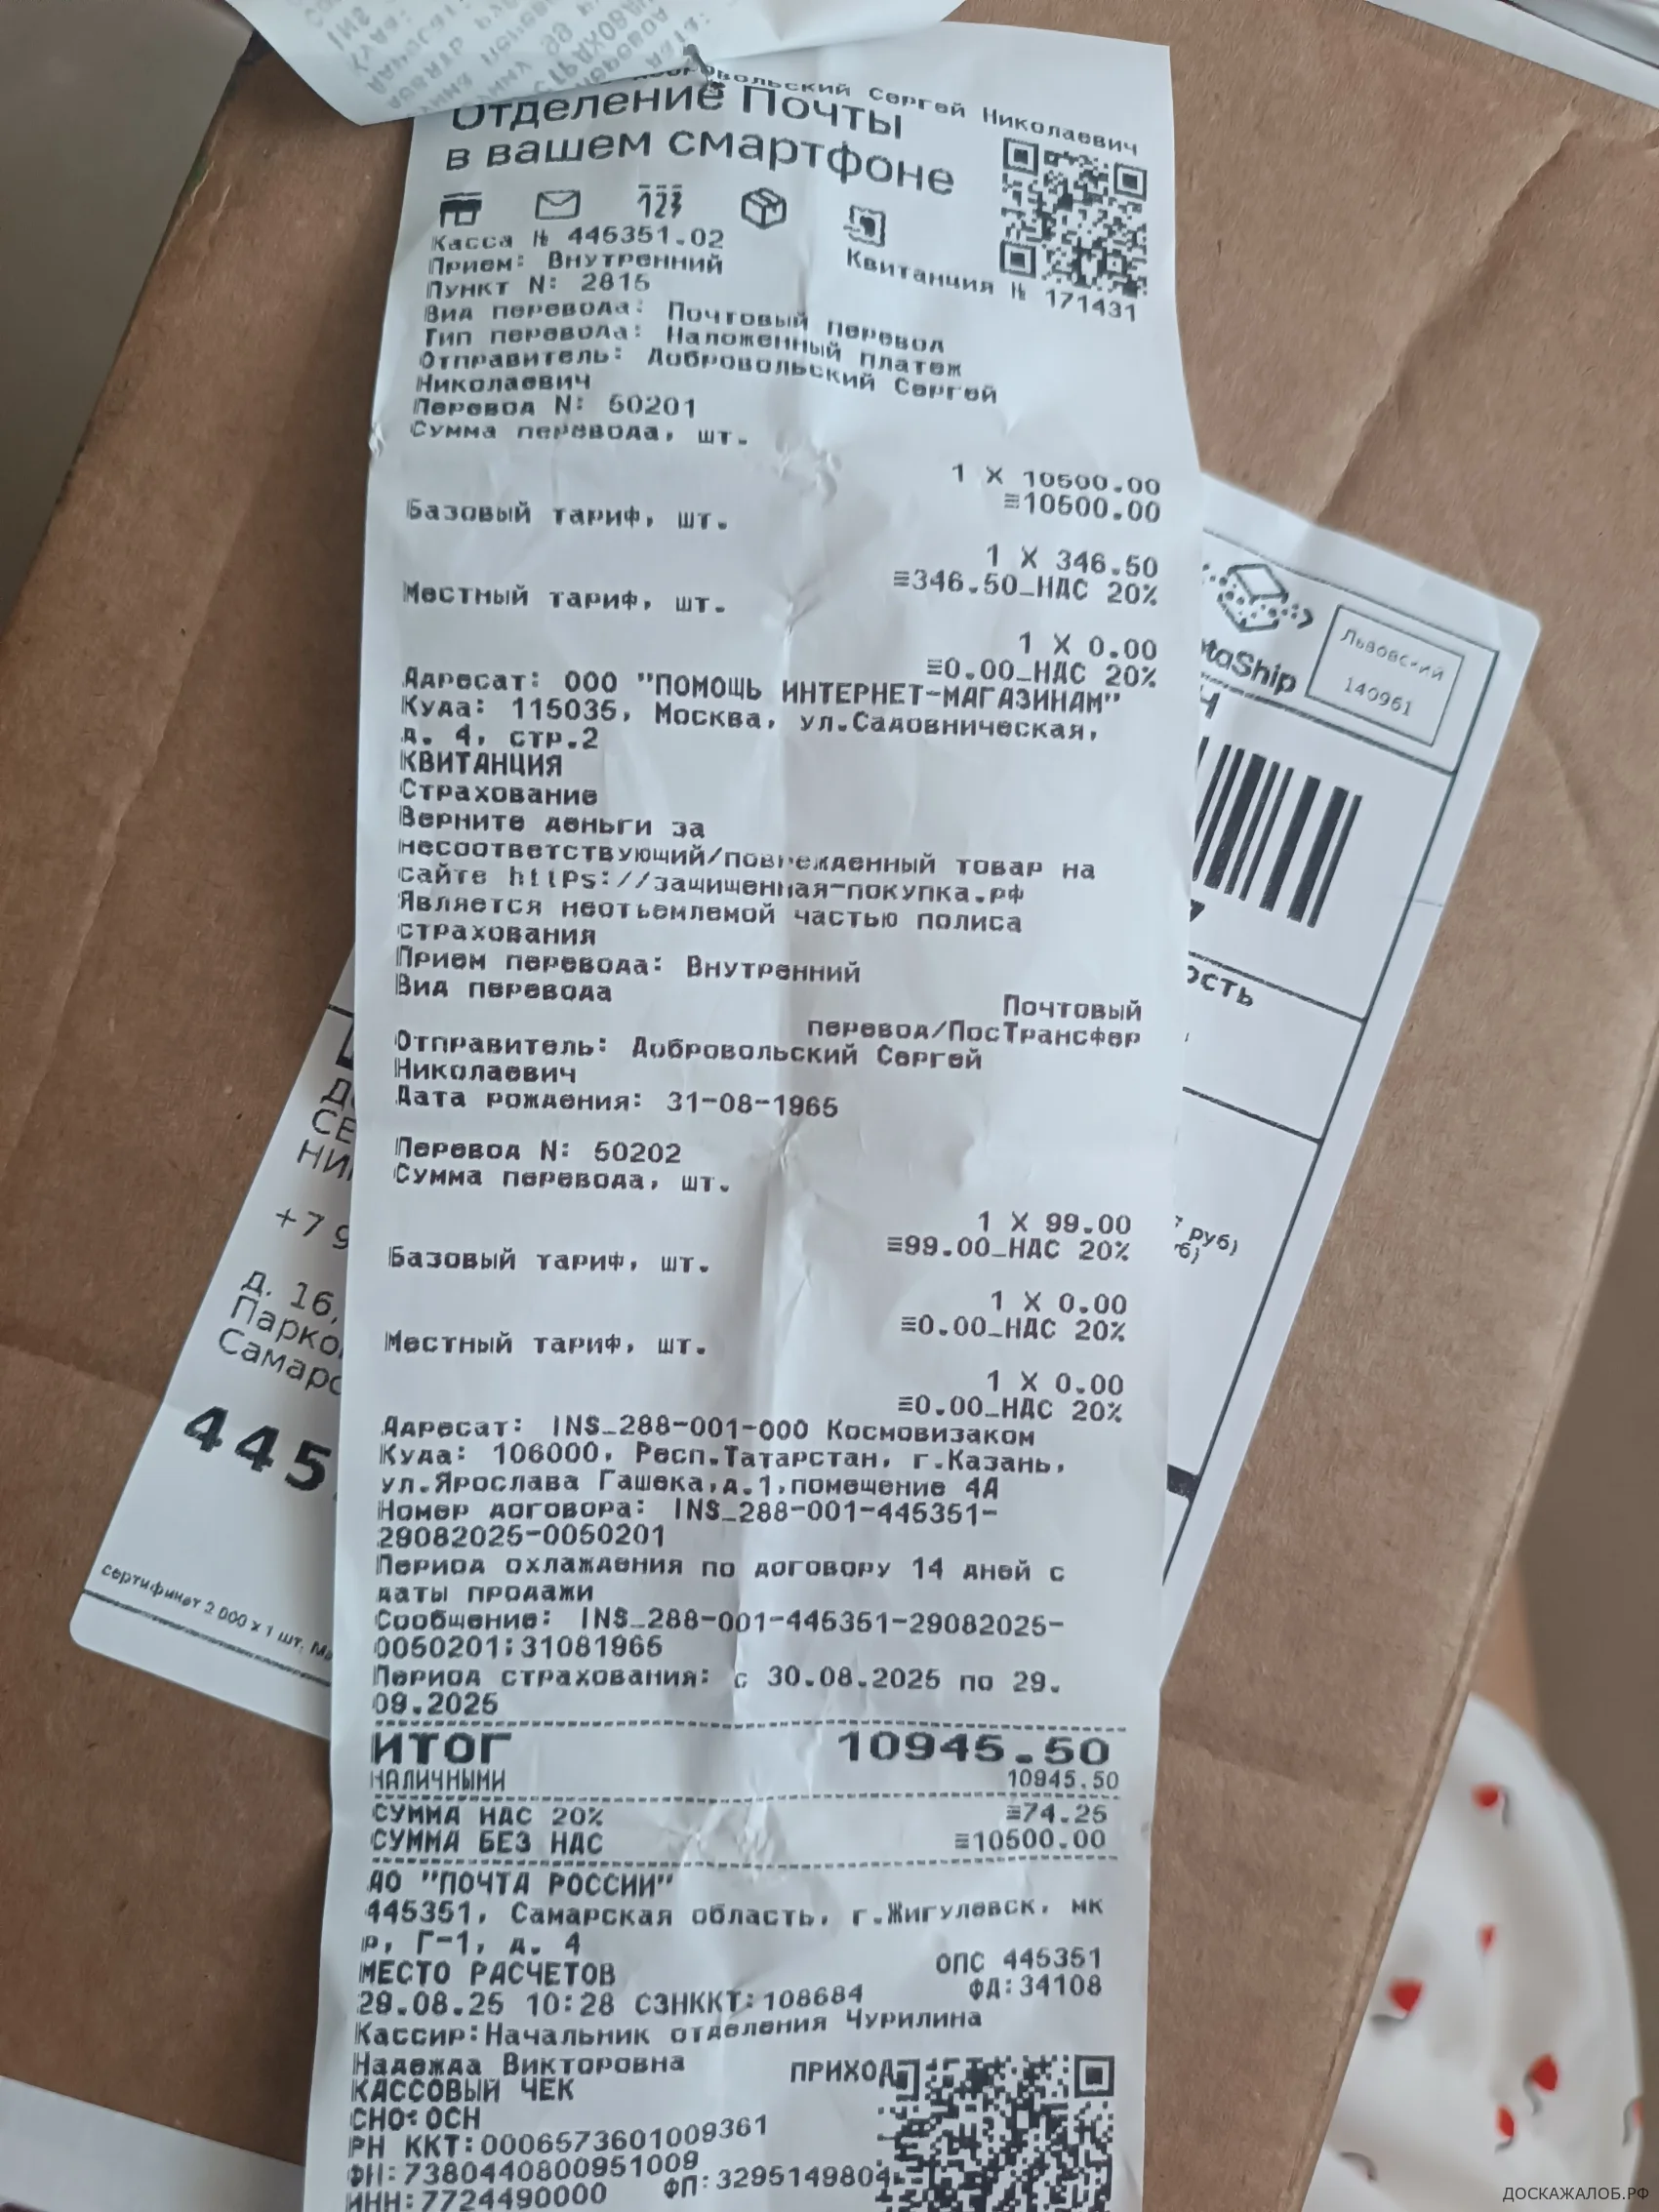 Добровольский Сергей Николаевич
Отделение Почты
в вашем смартфоне
123
Касса № 445351.02
Прием: Внутренний
Пункт N: 2815
Квитанция № 171431
Вид перевода: Почтовый перевод
Тип перевода: Наложенный платеж
Отправитель: Добровольский Сергей
Николаевич
Перевод N: 50201
Сумма перевода, шт.
1 X 10500.00
≡10500.00
Базовый тариф, шт.
1 X 346.50
≡346.50_НДС 20%
Местный тариф, шт.
1 X 0.00
≡0.00_НДС 20%
Адресат: ООО "ПОМОЩЬ ИНТЕРНЕТ-МАГАЗИНАМ"
Куда: 115035, Москва, ул.Садовническая,
д. 4, стр.2
КВИТАНЦИЯ
Страхование
Верните деньги за
несоответствующий/поврежденный товар на
сайте https://защищенная-покупка.рф
Является неотъемлемой частью полиса
страхования
Прием перевода: Внутренний
Вид перевода
Почтовый
перевод/ПосТрансфер
Отправитель: Добровольский Сергей
Николаевич
Дата рождения: 31-08-1965
Перевод N: 50202
Сумма перевода, шт.
1 X 99.00
≡99.00_НДС 20%
Базовый тариф, шт.
1 X 0.00
≡0.00_НДС 20%
Местный тариф, шт.
1 X 0.00
≡0.00_НДС 20%
Адресат: INS_288-001-000 Космовизаком
Куда: 106000, Респ.Татарстан, г.Казань,
ул.Ярослава Гашека,д.1,помещение 4А
Номер договора: INS_288-001-445351-
29082025-0050201
Период охлаждения по договору 14 дней с
даты продажи
Сообщение: INS_288-001-445351-29082025-
0050201;31081965
Период страхования: с 30.08.2025 по 29.
09.2025
ИТОГ 10945.50
НАЛИЧНЫМИ 10945.50
СУММА НДС 20% ≡74.25
СУММА БЕЗ НДС ≡10500.00
АО "ПОЧТА РОССИИ"
445351, Самарская область, г.Жигулевск, мк
р, Г-1, д. 4
МЕСТО РАСЧЕТОВ ОПС 445351
29.08.25 10:28 СЗНККТ:108684 ФД:34108
Кассир:Начальник отделения Чурилина
Надежда Викторовна ПРИХОД
КАССОВЫЙ ЧЕК
СНО:ОСН
РН ККТ:0006573601009361
ФН:7380440800951009
ИНН:7724490000 ФП:3295149804
taShip
Львовский
140961
руб)
+7 9
д. 16,
445
сертификат 2 000 x 1 шт,
ДОСКАЖАЛОБ.РФ